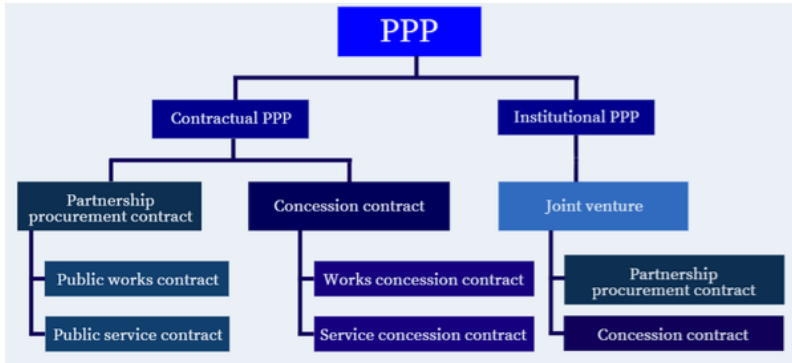 PPP
Contractual PPP
Institutional PPP
Partnership
procurement contract
Concession contract
Joint venture
Public works contract
Works concession contract
Partnership
procurement contract
Public service contract
Service concession contract
Concession contract